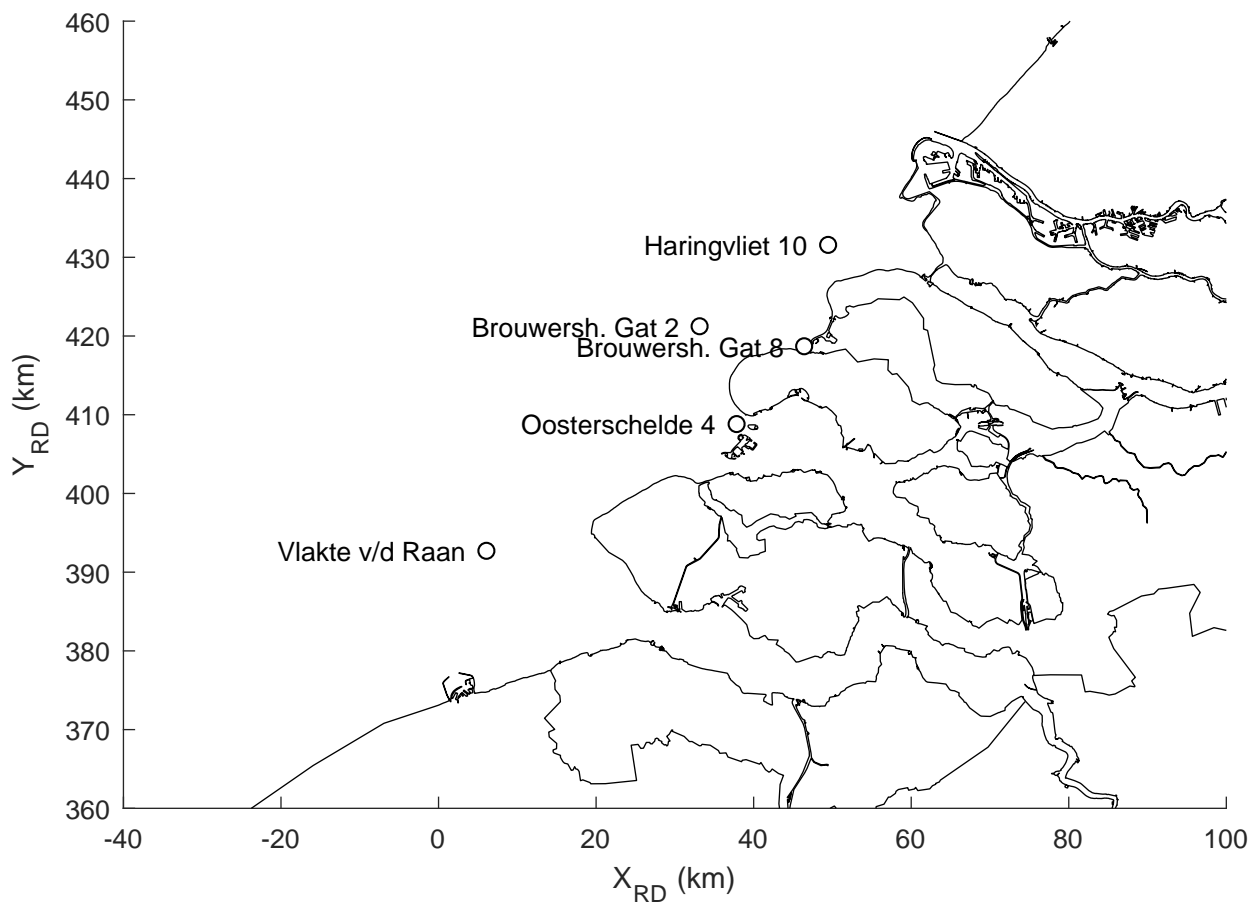 460
450
440
430
420
410
400
390
380
370
360
Y_RD (km)
Haringvliet 10
Brouwersh. Gat 2
Brouwersh. Gat 8
Oosterschelde 4
Vlakte v/d Raan
-40 -20 0 20 40 60 80 100
X_RD (km)